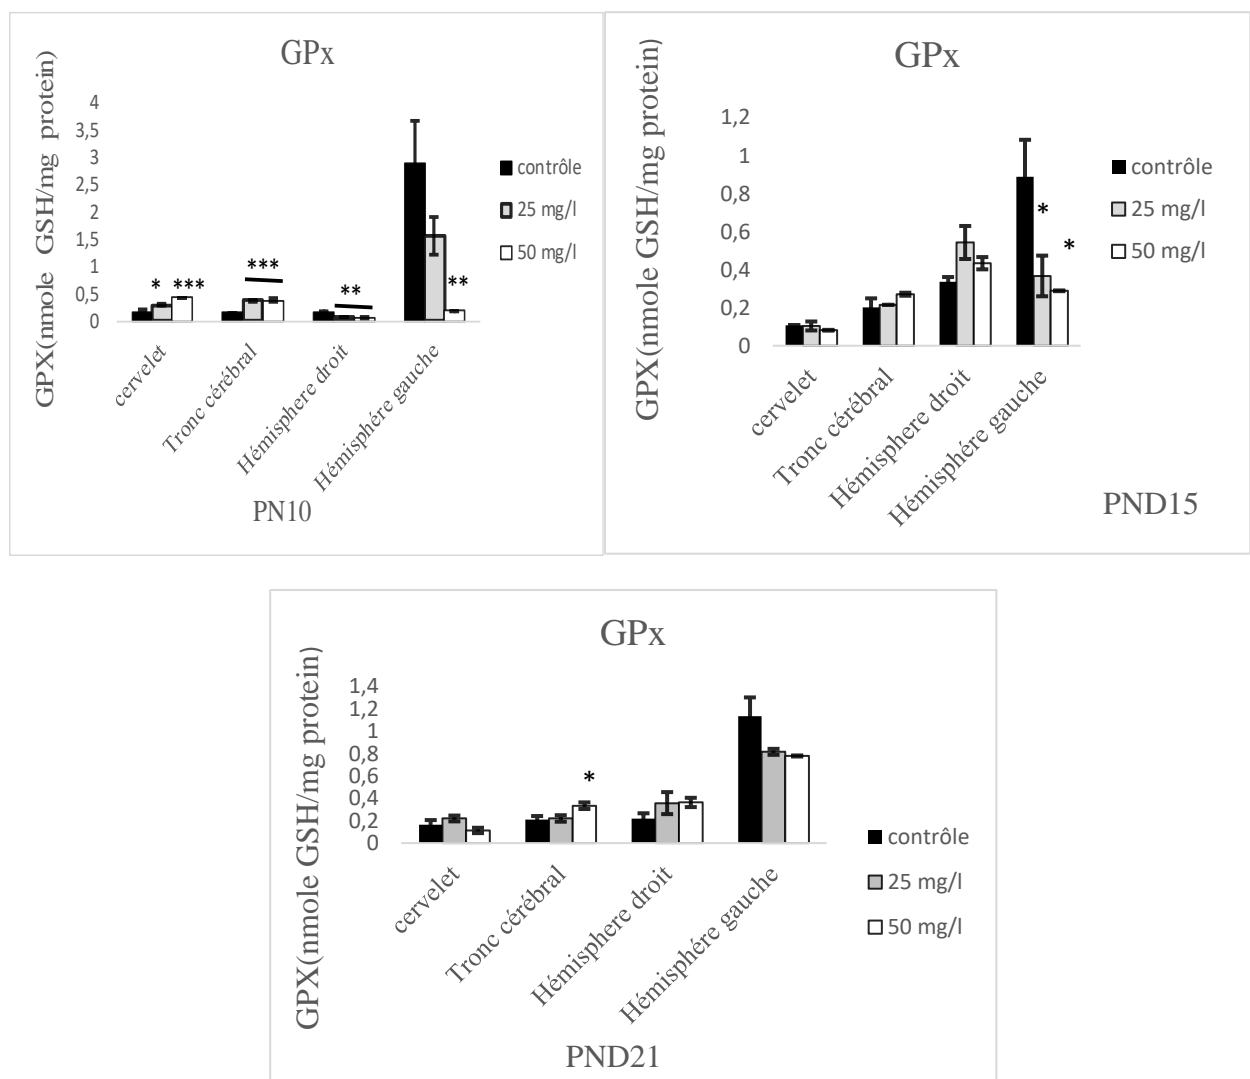 GPx
GPX(nmole GSH/mg protein)
4
3,5
3
2,5
2
1,5
1
0,5
0
* *** *** ** **
contrôle
25 mg/l
50 mg/l
cervelet
Tronc cérébral
Hémisphere droit
Hémisphére gauche
PN10
GPx
GPX(nmole GSH/mg protein)
1,2
1
0,8
0,6
0,4
0,2
0
*
*
contrôle
25 mg/l
50 mg/l
cervelet
Tronc cérébral
Hémisphère droit
Hémisphére gauche
PND15
GPx
GPX(nmole GSH/mg protein)
1,4
1,2
1
0,8
0,6
0,4
0,2
0
*
contrôle
25 mg/l
50 mg/l
cervelet
Tronc cérébral
Hémisphère droit
Hémisphére gauche
PND21